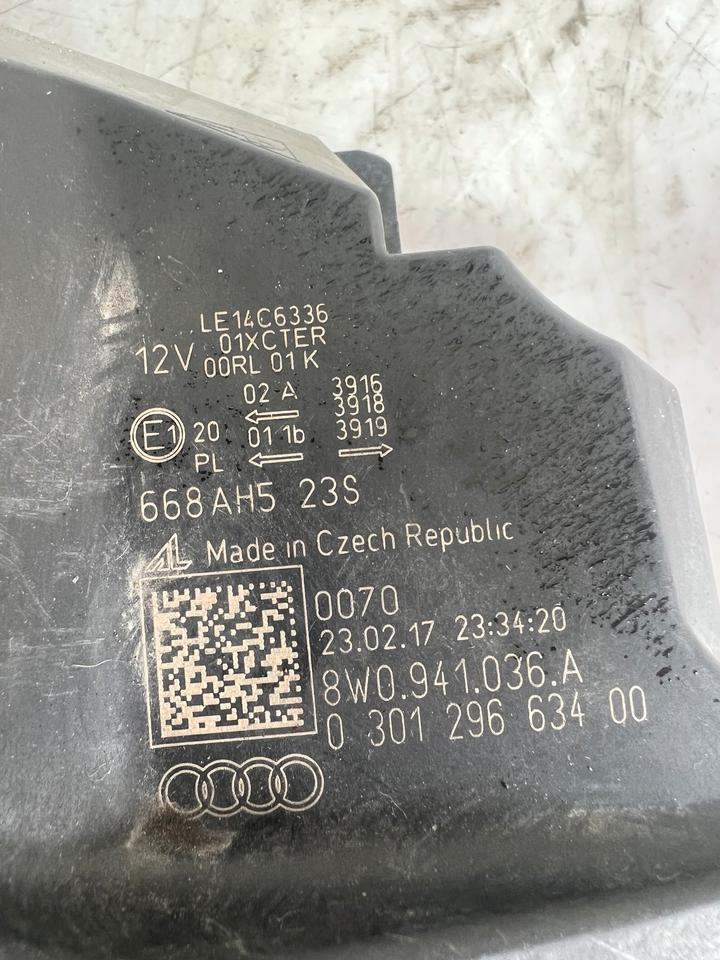 LE14C6336
01XCTER
12V 00RL 01K
02 A 3916
3918
E1 20 01 1b 3919
PL
668AH5 23S
AL Made in Czech Republic
0070
23.02.17 23:34:20
8W0.941.036.A
0 301 296 634 00